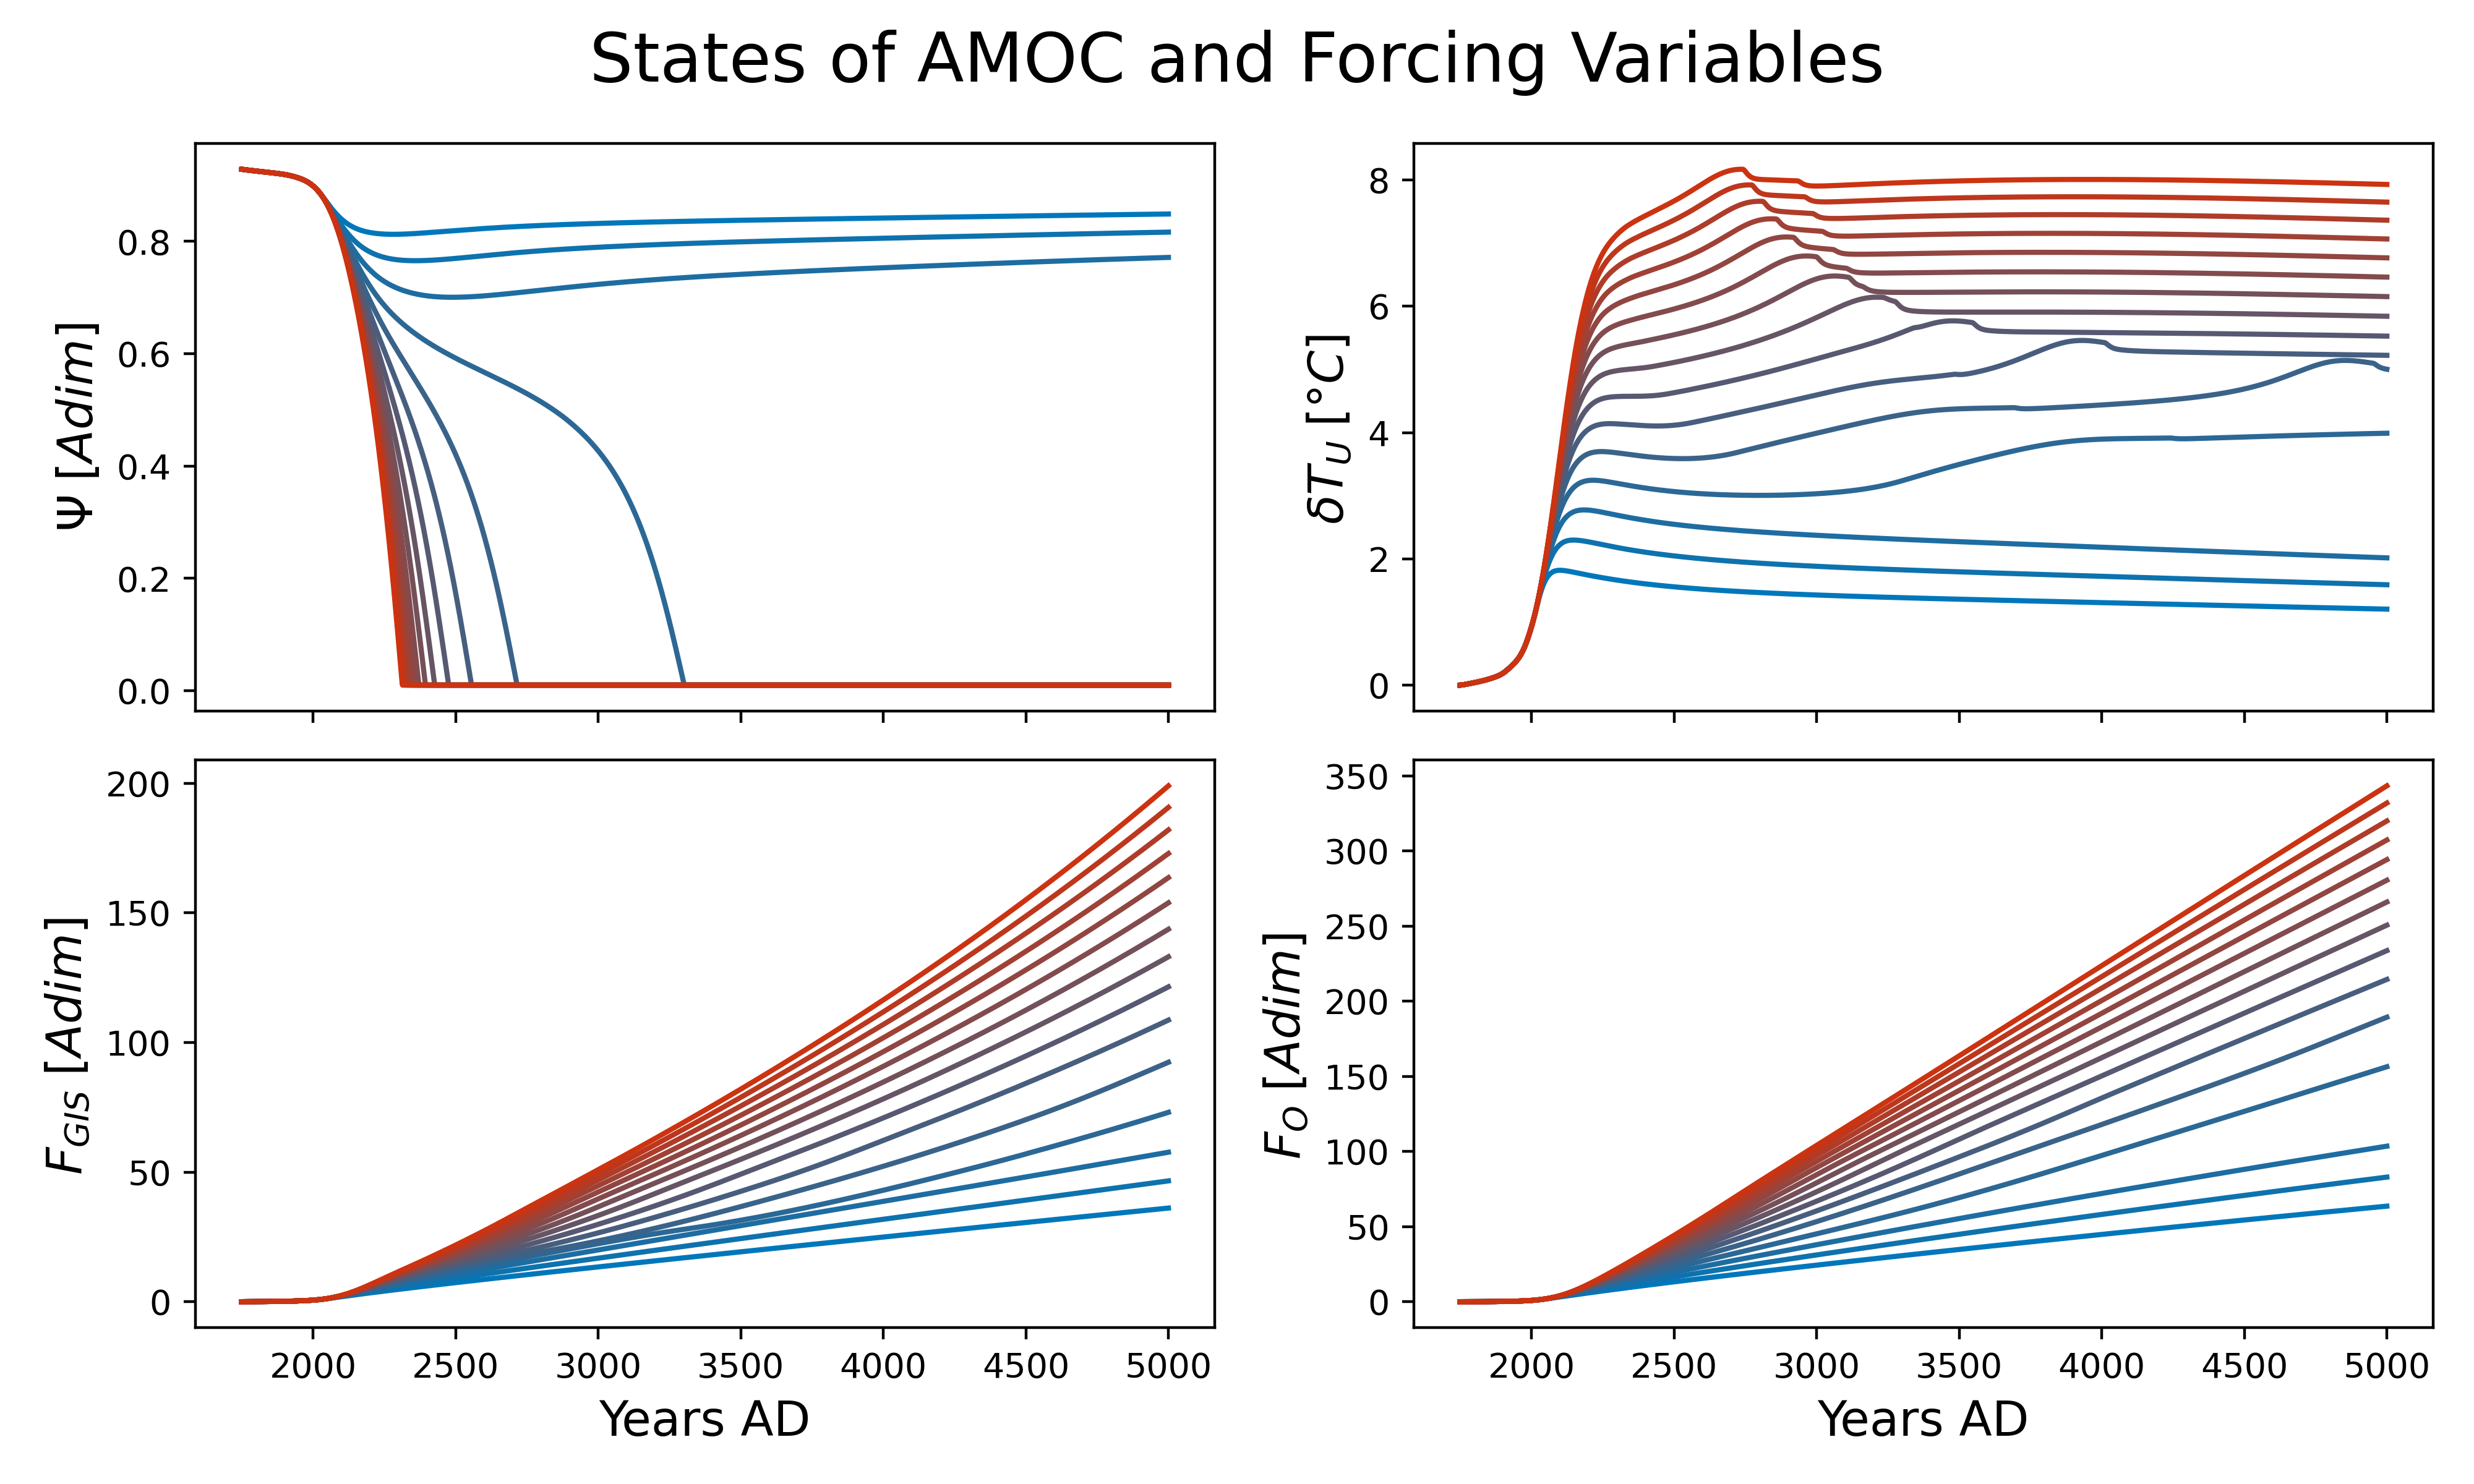 States of AMOC and Forcing Variables
Ψ [Adim]
0.8
0.6
0.4
0.2
0.0
δT_U [°C]
8
6
4
2
0
F_GIS [Adim]
200
150
100
50
0
2000 2500 3000 3500 4000 4500 5000
Years AD
F_O [Adim]
350
300
250
200
150
100
50
0
2000 2500 3000 3500 4000 4500 5000
Years AD